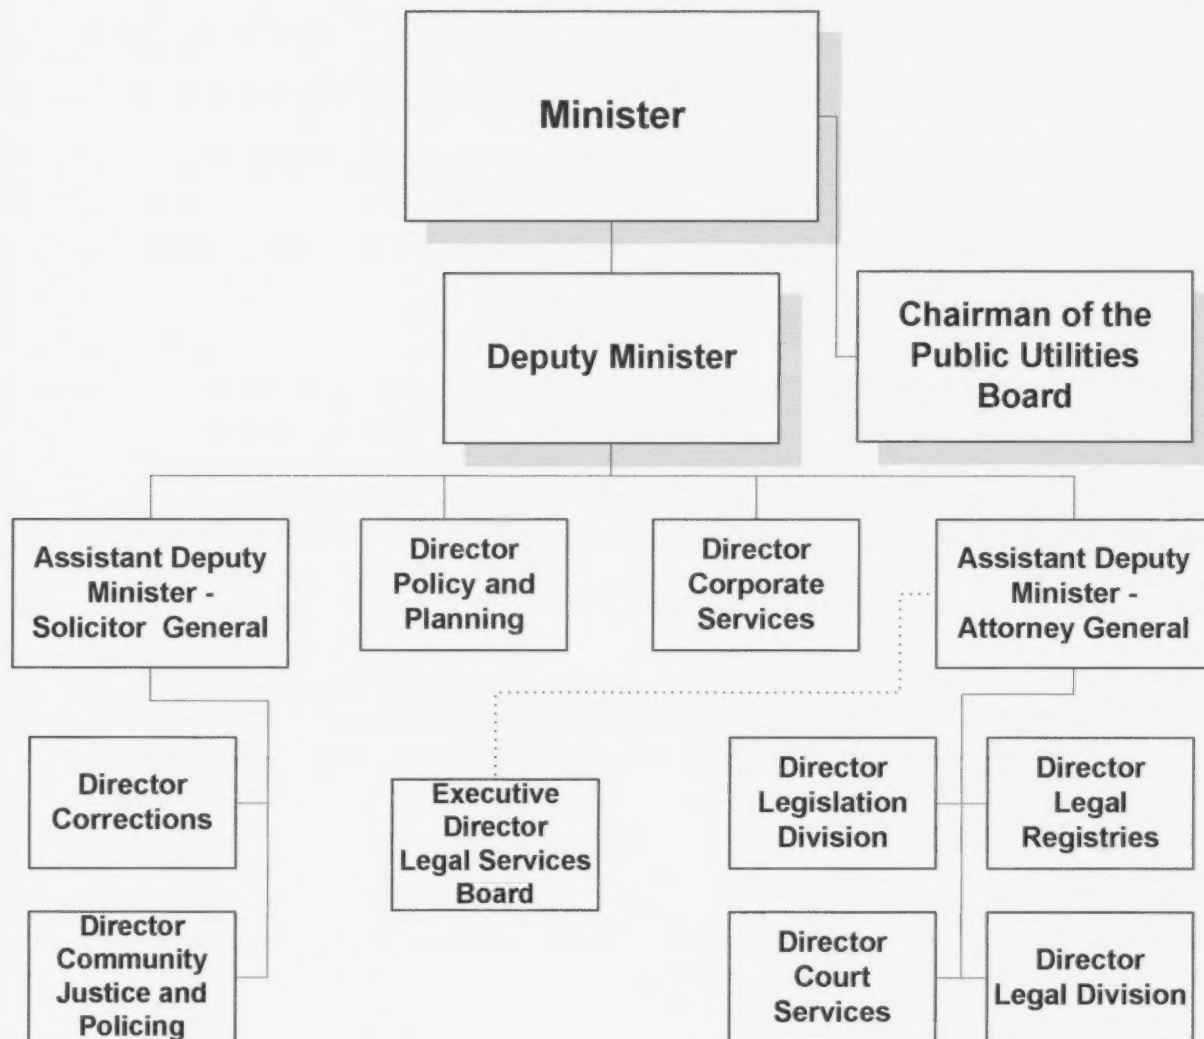 Minister
Deputy Minister
Chairman of the
Public Utilities
Board
Assistant Deputy
Minister -
Solicitor General
Director
Policy and
Planning
Director
Corporate
Services
Assistant Deputy
Minister -
Attorney General
Director
Corrections
Executive
Director
Legal Services
Board
Director
Legislation
Division
Director
Legal
Registries
Director
Community
Justice and
Policing
Director
Court
Services
Director
Legal Division